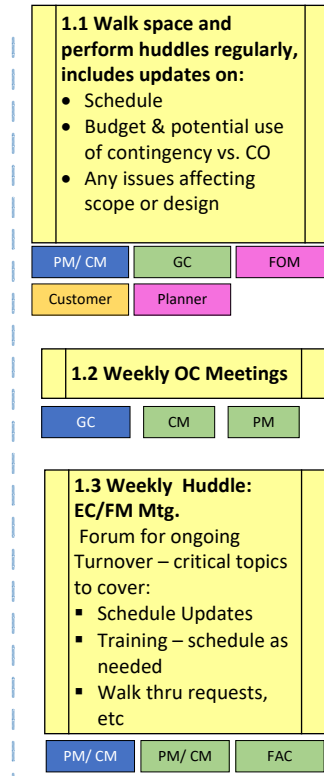 1.1 Walk space and
perform huddles regularly,
includes updates on:
• Schedule
• Budget & potential use
of contingency vs. CO
• Any issues affecting
scope or design
PM/ CM GC FOM
Customer Planner
1.2 Weekly OC Meetings
GC CM PM
1.3 Weekly Huddle:
EC/FM Mtg.
Forum for ongoing
Turnover – critical topics
to cover:
▪ Schedule Updates
▪ Training – schedule as
needed
▪ Walk thru requests,
etc
PM/ CM PM/ CM FAC